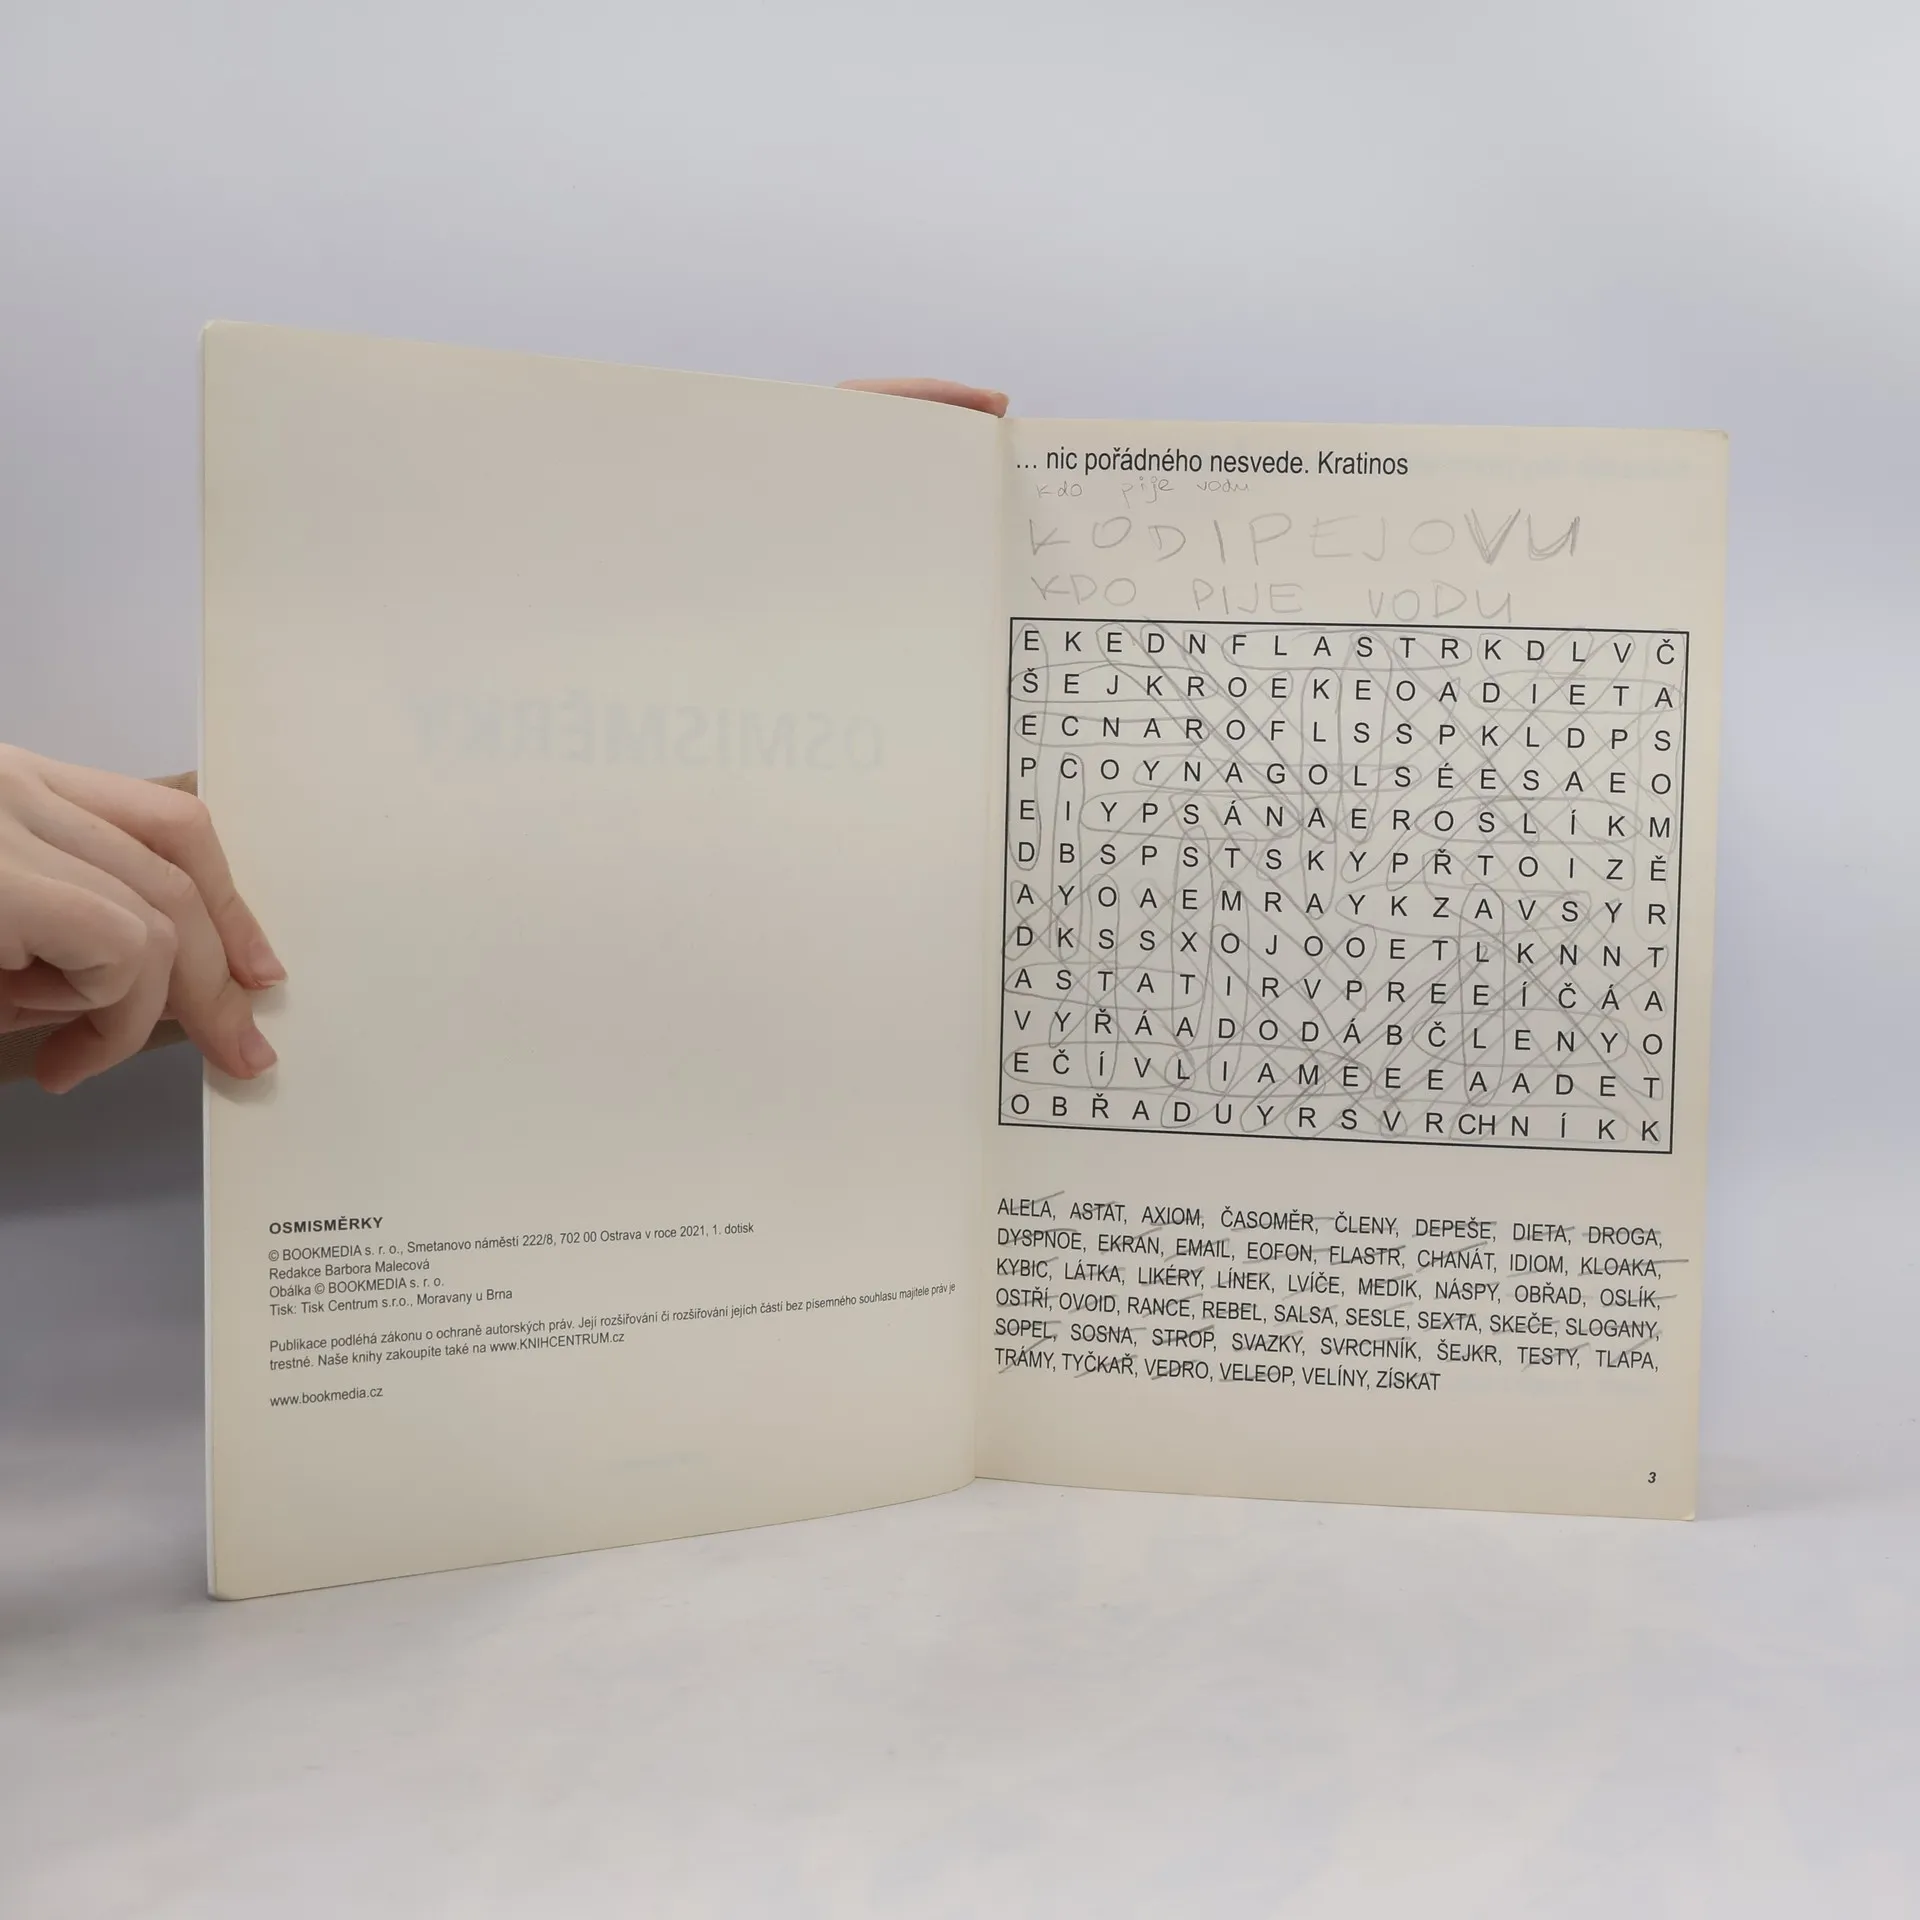 OSMISMĚRKY
© BOOKMEDIA s. r. o., Smetanovo náměstí 222/8, 702 00 Ostrava v roce 2021, 1. dotisk
Redakce Barbora Malecová
Obálka © BOOKMEDIA s. r. o.
Tisk: Tisk Centrum s.r.o., Moravany u Brna
Publikace podléhá zákonu o ochraně autorských práv. Její rozšiřování či rozšiřování jejích částí bez písemného souhlasu majitele práv je
trestné. Naše knihy zakoupíte také na www.KNIHCENTRUM.cz
www.bookmedia.cz
... nic pořádného nesvede. Kratinos
kdo pije vodu
KODIPEJOVU
KDO PIJE VODU
E K E D N F L A S T R K D L V Č
Š E J K R O E K E O A D I E T A
E C N A R O F L S S P K L D P S
P C O Y N A G O L S É E S A E O
E I Y P S Á N A E R O S L Í K M
D B S P S T S K Y P Ř T O I Z Ě
A Y O A E M R A Y K Z A V S Y R
D K S S X O J O O E T L K N N T
A S T A T I R V P R E E Í Č Á A
V Y Ř Á A D O D Á B Č L E N Y O
E Č Í V L I A M E E E A A D E T
O B Ř A D U Y R S V R CH N Í K K
ALELA, ASTAT, AXIOM, ČASOMĚR, ČLENY, DEPEŠE, DIETA, DROGA,
DYSPNOE, EKRAN, EMAIL, EOFON, FLASTR, CHANÁT, IDIOM, KLOAKA,
KYBIC, LÁTKA, LIKÉRY, LÍNEK, LVÍČE, MEDIK, NÁSPY, OBŘAD, OSLÍK,
OSTŘÍ, OVOID, RANCE, REBEL, SALSA, SESLE, SEXTA, SKEČE, SLOGANY,
SOPEL, SOSNA, STROP, SVAZKY, SVRCHNÍK, ŠEJKR, TESTY, TLAPA,
TRÁMY, TYČKAŘ, VEDRO, VELEOP, VELÍNY, ZÍSKAT
3